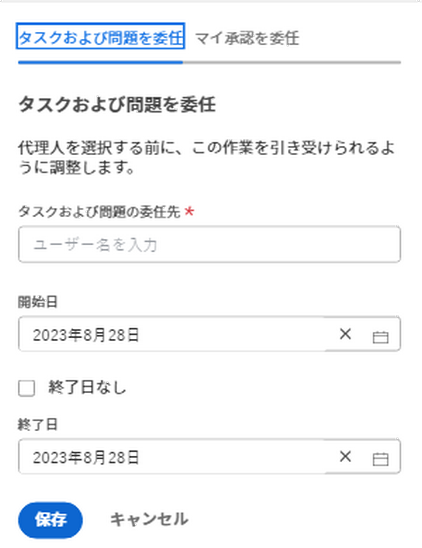 タスクおよび問題を委任 マイ承認を委任
タスクおよび問題を委任
代理人を選択する前に、この作業を引き受けられるよ
うに調整します。
タスクおよび問題の委任先 *
ユーザー名を入力
開始日
2023年8月28日
終了日なし
終了日
2023年8月28日
保存 キャンセル